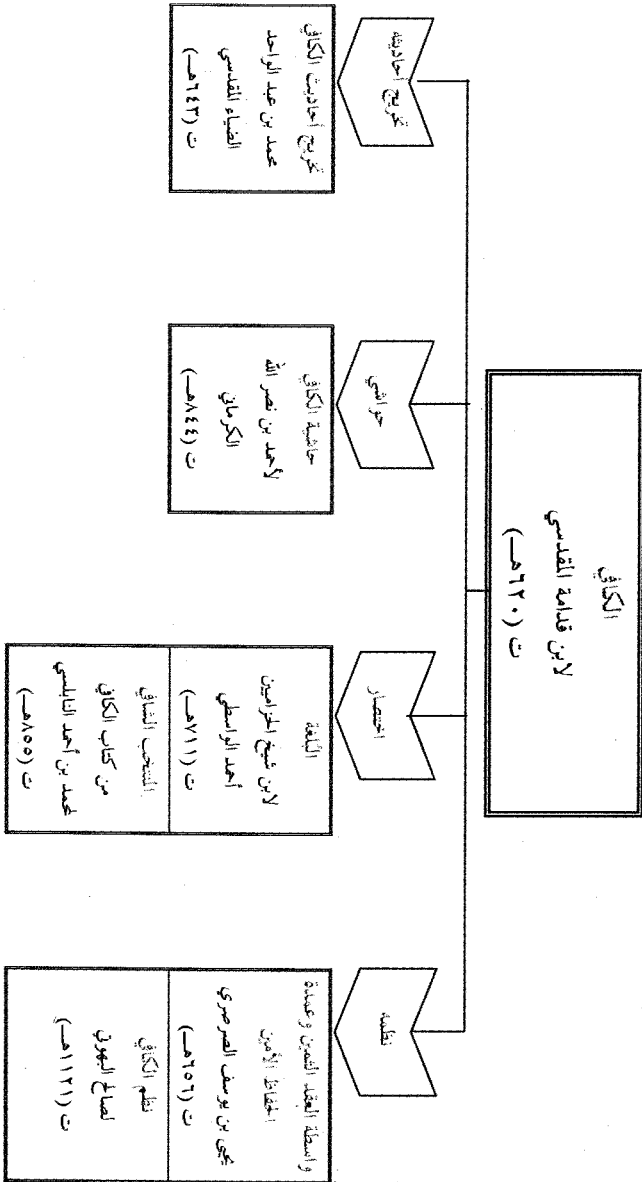 الكافي
لابن قدامة المقدسي
ت (٦٢٠هـ)
نظمه
واسطة العقد الثمين وعمدة
الحفاظ الأمين
يحيى بن يوسف الصرصري
ت (٦٥٦هـ)
نظم الكافي
لصالح البهوتي
ت (١١٢١هـ)
اختصار
البلغة
لابن شيخ الحزاميين
أحمد الواسطي
ت (٧١١هـ)
المنتخب الشافي
من كتاب الكافي
لمحمد بن أحمد النابلسي
ت (٨٥٥هـ)
حواشي
حاشية الكافي
لأحمد بن نصر الله
الكرماني
ت (٨٤٤هـ)
تخريج أحاديثه
تخريج أحاديث الكافي
محمد بن عبد الواحد
الضياء المقدسي
ت (٦٤٣هـ)